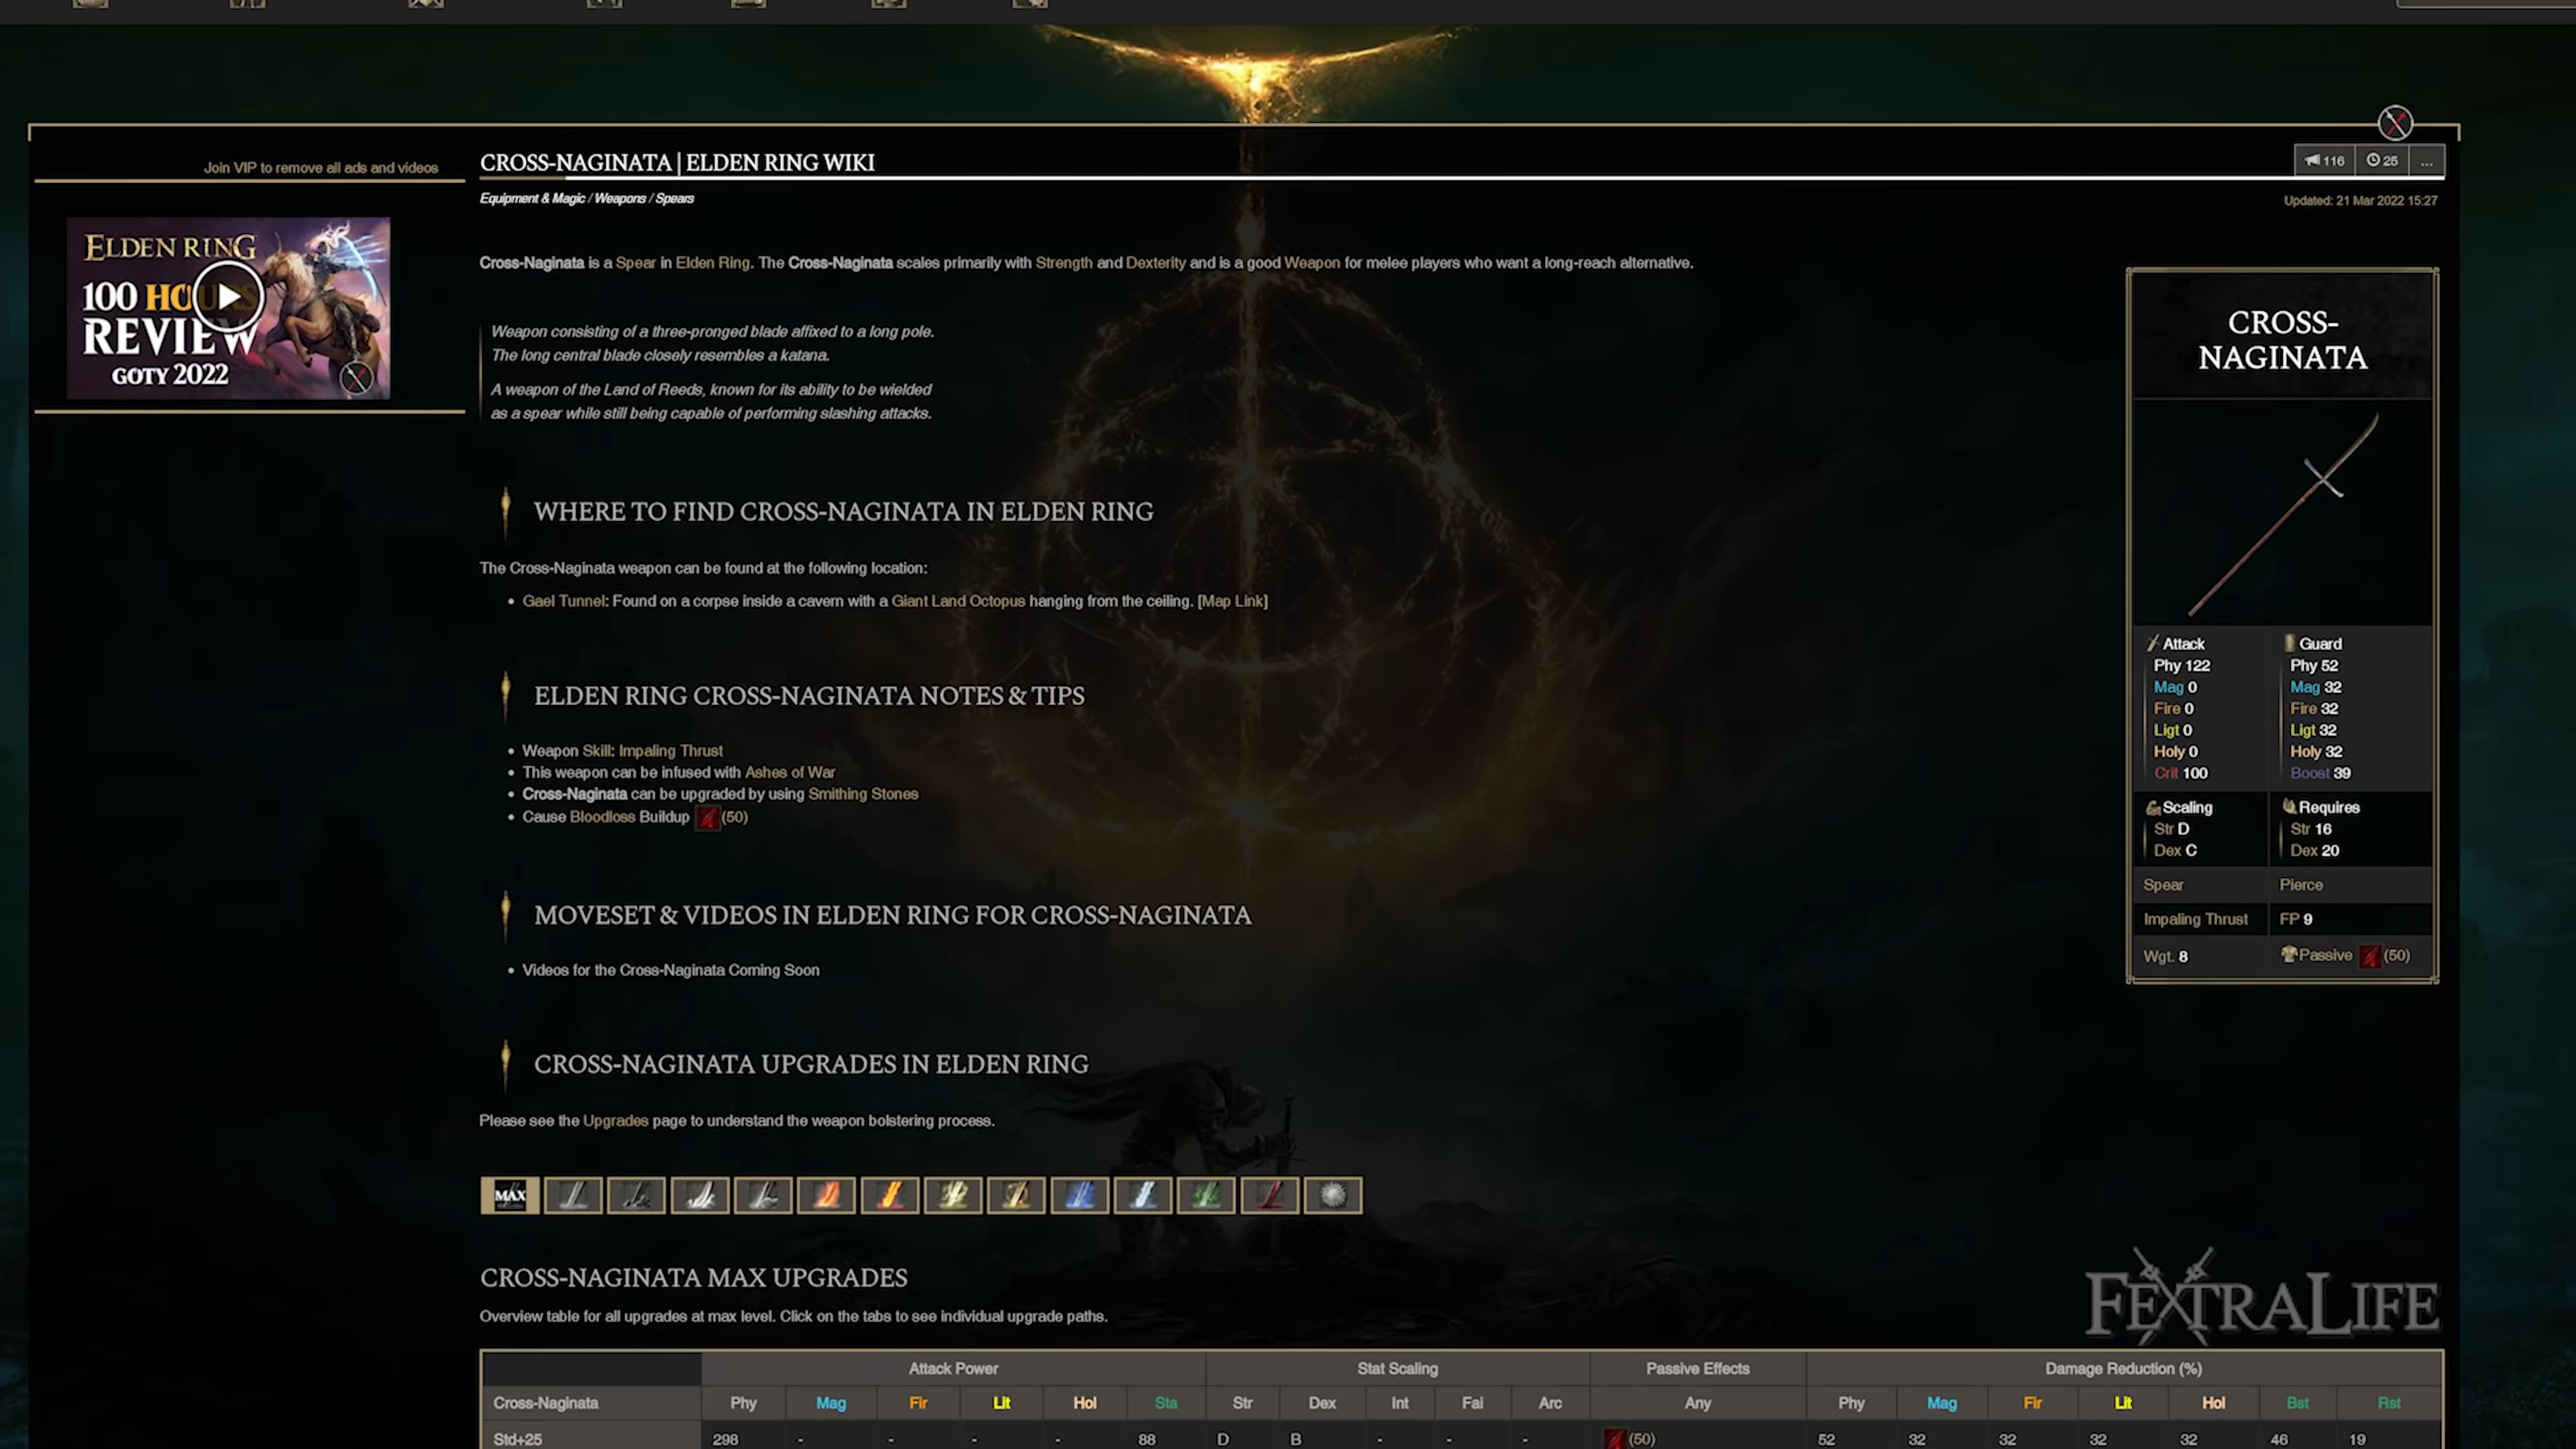 Join VIP to remove all ads and videos
ELDEN RING
100 HOURS
REVIEW
GOTY 2022
CROSS-NAGINATA | ELDEN RING WIKI
116 25 ...
Equipment & Magic / Weapons / Spears
Updated: 21 Mar 2022 15:27
Cross-Naginata is a Spear in Elden Ring. The Cross-Naginata scales primarily with Strength and Dexterity and is a good Weapon for melee players who want a long-reach alternative.
Weapon consisting of a three-pronged blade affixed to a long pole.
The long central blade closely resembles a katana.
A weapon of the Land of Reeds, known for its ability to be wielded
as a spear while still being capable of performing slashing attacks.
WHERE TO FIND CROSS-NAGINATA IN ELDEN RING
The Cross-Naginata weapon can be found at the following location:
• Gael Tunnel: Found on a corpse inside a cavern with a Giant Land Octopus hanging from the ceiling. [Map Link]
ELDEN RING CROSS-NAGINATA NOTES & TIPS
• Weapon Skill: Impaling Thrust
• This weapon can be infused with Ashes of War
• Cross-Naginata can be upgraded by using Smithing Stones
• Cause Bloodloss Buildup (50)
MOVESET & VIDEOS IN ELDEN RING FOR CROSS-NAGINATA
• Videos for the Cross-Naginata Coming Soon
CROSS-NAGINATA UPGRADES IN ELDEN RING
Please see the Upgrades page to understand the weapon bolstering process.
MAX
CROSS-NAGINATA MAX UPGRADES
Overview table for all upgrades at max level. Click on the tabs to see individual upgrade paths.
CROSS-
NAGINATA
Attack Guard
Phy 122 Phy 52
Mag 0 Mag 32
Fire 0 Fire 32
Ligt 0 Ligt 32
Holy 0 Holy 32
Crit 100 Boost 39
Scaling Requires
Str D Str 16
Dex C Dex 20
Spear Pierce
Impaling Thrust FP 9
Wgt. 8 Passive (50)
FEXTRALIFE
Attack Power Stat Scaling Passive Effects Damage Reduction (%)
Cross-Naginata Phy Mag Fir Lit Hol Sta Str Dex Int Fai Arc Any Phy Mag Fir Lit Hol Bst Rst
Std+25 298 - - - - 88 D B - - - (50) 52 32 32 32 32 46 19